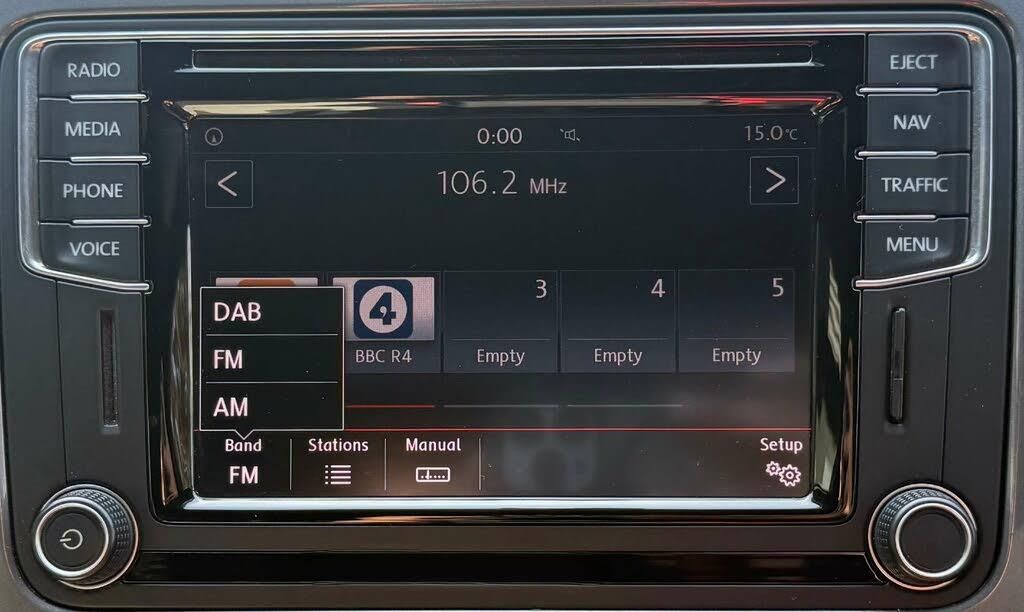 RADIO
MEDIA
PHONE
VOICE
EJECT
NAV
TRAFFIC
MENU
0:00
15.0°C
<
106.2 MHz
>
4
BBC R4
3
Empty
4
Empty
5
Empty
DAB
FM
AM
Band
FM
Stations
Manual
Setup